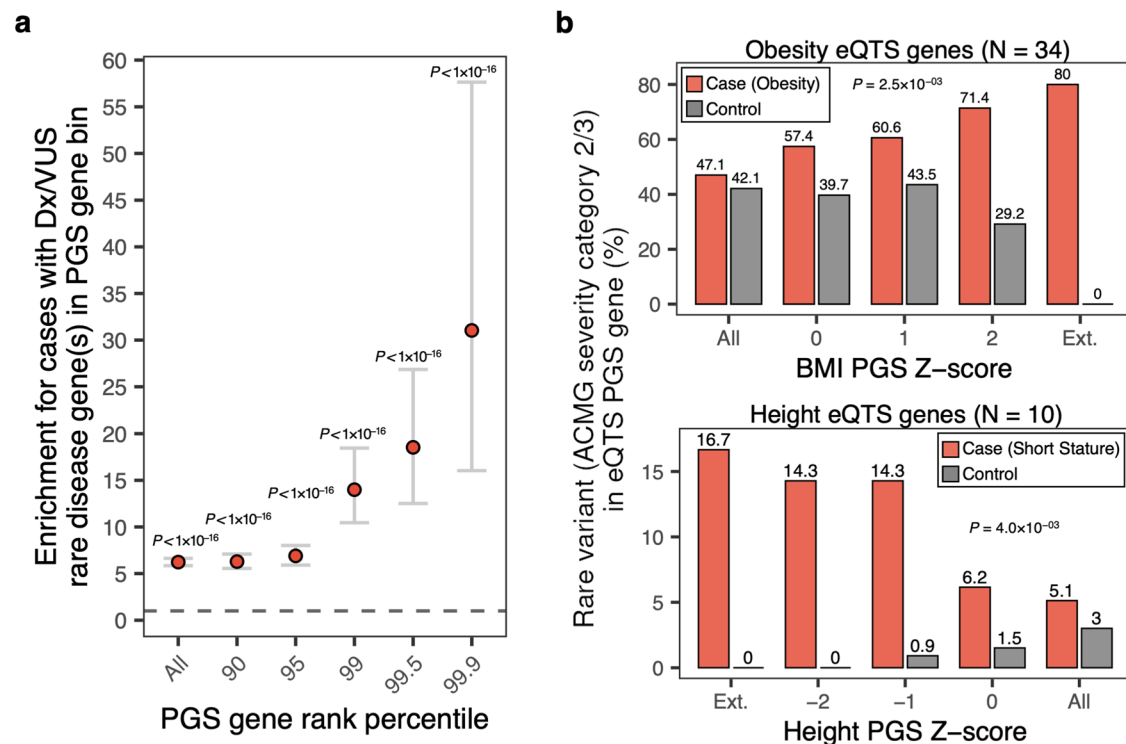 a
Enrichment for cases with Dx/VUS
rare disease gene(s) in PGS gene bin
60
55
50
45
40
35
30
25
20
15
10
5
0
P < 1×10⁻¹⁶
P < 1×10⁻¹⁶
P < 1×10⁻¹⁶
P < 1×10⁻¹⁶
P < 1×10⁻¹⁶
P < 1×10⁻¹⁶
All
90
95
99
99.5
99.9
PGS gene rank percentile
b
Rare variant (ACMG severity category 2/3)
in eQTS PGS gene (%)
Obesity eQTS genes (N = 34)
Case (Obesity)
Control
P = 2.5×10⁻⁰³
80
60
40
20
0
47.1
42.1
57.4
39.7
60.6
43.5
71.4
29.2
80
0
All
0
1
2
Ext.
BMI PGS Z−score
Height eQTS genes (N = 10)
Case (Short Stature)
Control
P = 4.0×10⁻⁰³
15
10
5
0
16.7
0
14.3
0
14.3
0.9
6.2
1.5
5.1
3
Ext.
−2
−1
0
All
Height PGS Z−score